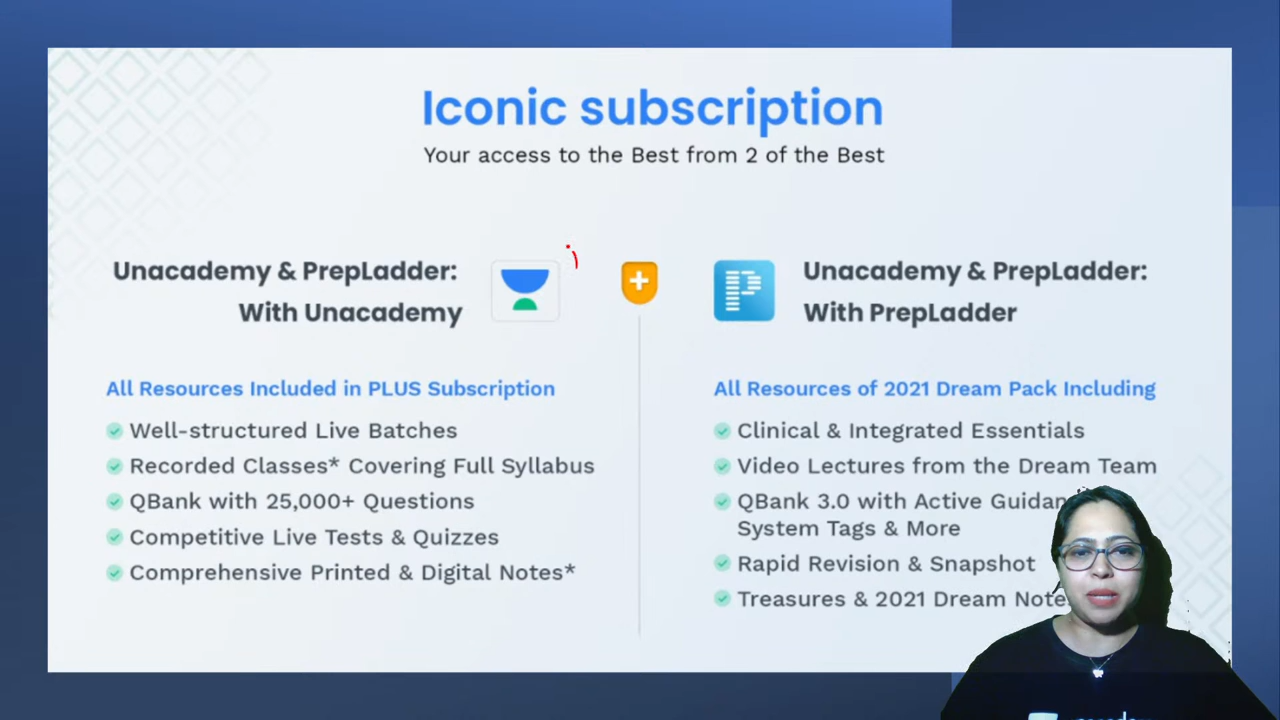 Iconic subscription
Your access to the Best from 2 of the Best
Unacademy & PrepLadder:
With Unacademy
All Resources Included in PLUS Subscription
Well-structured Live Batches
Recorded Classes* Covering Full Syllabus
QBank with 25,000+ Questions
Competitive Live Tests & Quizzes
Comprehensive Printed & Digital Notes*
Unacademy & PrepLadder:
With PrepLadder
All Resources of 2021 Dream Pack Including
Clinical & Integrated Essentials
Video Lectures from the Dream Team
QBank 3.0 with Active
System Tags & More
Rapid Revision & Snapshot
Treasures & 2021 Dream